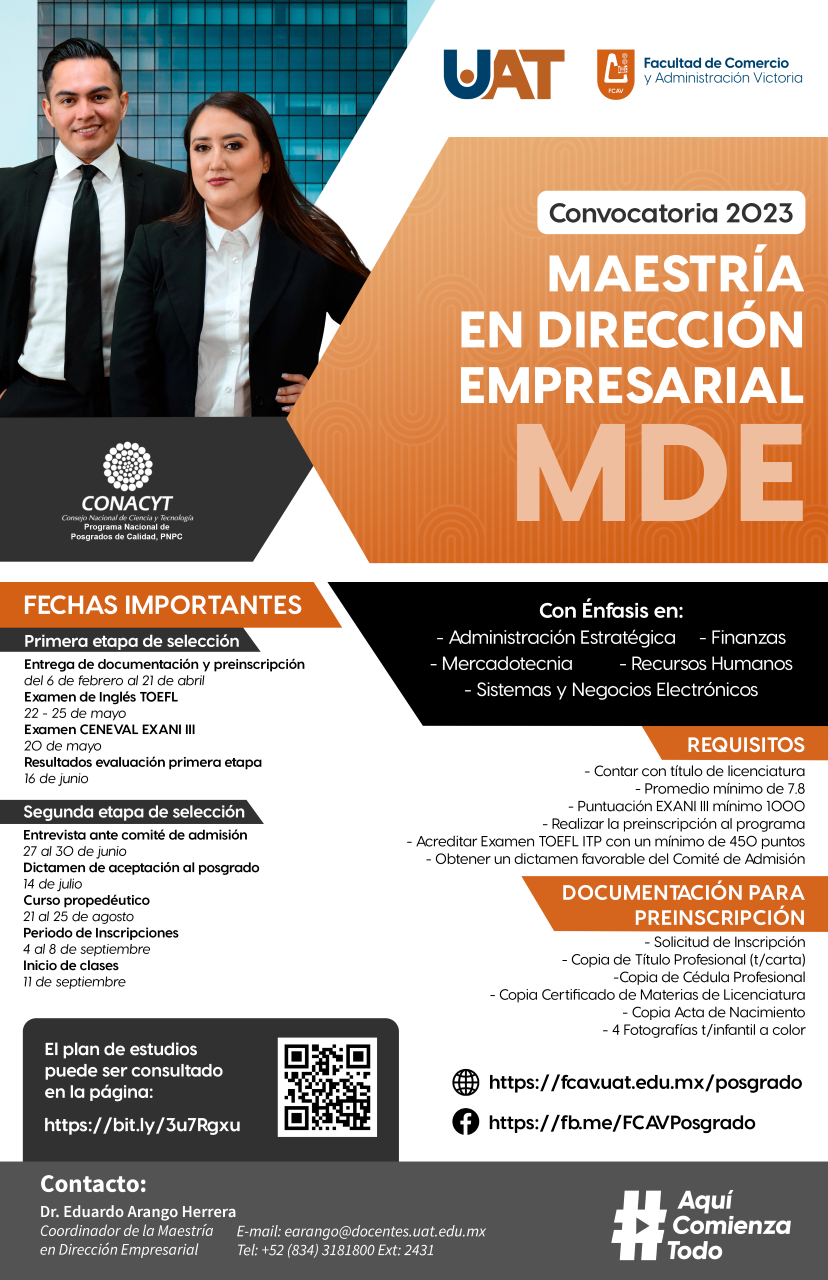 UAT
FCAV
Facultad de Comercio
y Administración Victoria
Convocatoria 2023
MAESTRÍA
EN DIRECCIÓN
EMPRESARIAL
MDE
CONACYT
Consejo Nacional de Ciencia y Tecnología
Programa Nacional de
Posgrados de Calidad, PNPC
FECHAS IMPORTANTES
Primera etapa de selección
Entrega de documentación y preinscripción
del 6 de febrero al 21 de abril
Examen de Inglés TOEFL
22 - 25 de mayo
Examen CENEVAL EXANI III
20 de mayo
Resultados evaluación primera etapa
16 de junio
Segunda etapa de selección
Entrevista ante comité de admisión
27 al 30 de junio
Dictamen de aceptación al posgrado
14 de julio
Curso propedéutico
21 al 25 de agosto
Periodo de Inscripciones
4 al 8 de septiembre
Inicio de clases
11 de septiembre
Con Énfasis en:
- Administración Estratégica - Finanzas
- Mercadotecnia - Recursos Humanos
- Sistemas y Negocios Electrónicos
REQUISITOS
- Contar con título de licenciatura
- Promedio mínimo de 7.8
- Puntuación EXANI III mínimo 1000
- Realizar la preinscripción al programa
- Acreditar Examen TOEFL ITP con un mínimo de 450 puntos
- Obtener un dictamen favorable del Comité de Admisión
DOCUMENTACIÓN PARA
PREINSCRIPCIÓN
- Solicitud de Inscripción
- Copia de Título Profesional (t/carta)
-Copia de Cédula Profesional
- Copia Certificado de Materias de Licenciatura
- Copia Acta de Nacimiento
- 4 Fotografías t/infantil a color
El plan de estudios
puede ser consultado
en la página:
https://bit.ly/3u7Rgxu
https://fcav.uat.edu.mx/posgrado
https://fb.me/FCAVPosgrado
Contacto:
Dr. Eduardo Arango Herrera
Coordinador de la Maestría
en Dirección Empresarial
E-mail: earango@docentes.uat.edu.mx
Tel: +52 (834) 3181800 Ext: 2431
# Aquí
Comienza
Todo